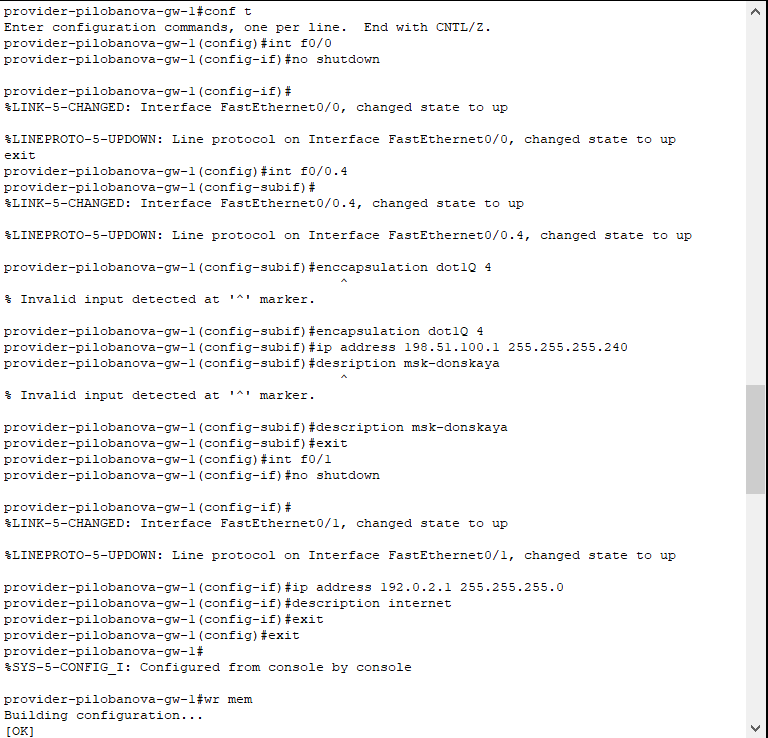 provider-pilobanova-gw-1#conf t
Enter configuration commands, one per line.  End with CNTL/Z.
provider-pilobanova-gw-1(config)#int f0/0
provider-pilobanova-gw-1(config-if)#no shutdown
provider-pilobanova-gw-1(config-if)#
%LINK-5-CHANGED: Interface FastEthernet0/0, changed state to up
%LINEPROTO-5-UPDOWN: Line protocol on Interface FastEthernet0/0, changed state to up
exit
provider-pilobanova-gw-1(config)#int f0/0.4
provider-pilobanova-gw-1(config-subif)#
%LINK-5-CHANGED: Interface FastEthernet0/0.4, changed state to up
%LINEPROTO-5-UPDOWN: Line protocol on Interface FastEthernet0/0.4, changed state to up
provider-pilobanova-gw-1(config-subif)#enccapsulation dot1Q 4
^
% Invalid input detected at '^' marker.
provider-pilobanova-gw-1(config-subif)#encapsulation dot1Q 4
provider-pilobanova-gw-1(config-subif)#ip address 198.51.100.1 255.255.255.240
provider-pilobanova-gw-1(config-subif)#desription msk-donskaya
^
% Invalid input detected at '^' marker.
provider-pilobanova-gw-1(config-subif)#description msk-donskaya
provider-pilobanova-gw-1(config-subif)#exit
provider-pilobanova-gw-1(config)#int f0/1
provider-pilobanova-gw-1(config-if)#no shutdown
provider-pilobanova-gw-1(config-if)#
%LINK-5-CHANGED: Interface FastEthernet0/1, changed state to up
%LINEPROTO-5-UPDOWN: Line protocol on Interface FastEthernet0/1, changed state to up
provider-pilobanova-gw-1(config-if)#ip address 192.0.2.1 255.255.255.0
provider-pilobanova-gw-1(config-if)#description internet
provider-pilobanova-gw-1(config-if)#exit
provider-pilobanova-gw-1(config)#exit
provider-pilobanova-gw-1#
%SYS-5-CONFIG_I: Configured from console by console
provider-pilobanova-gw-1#wr mem
Building configuration...
[OK]